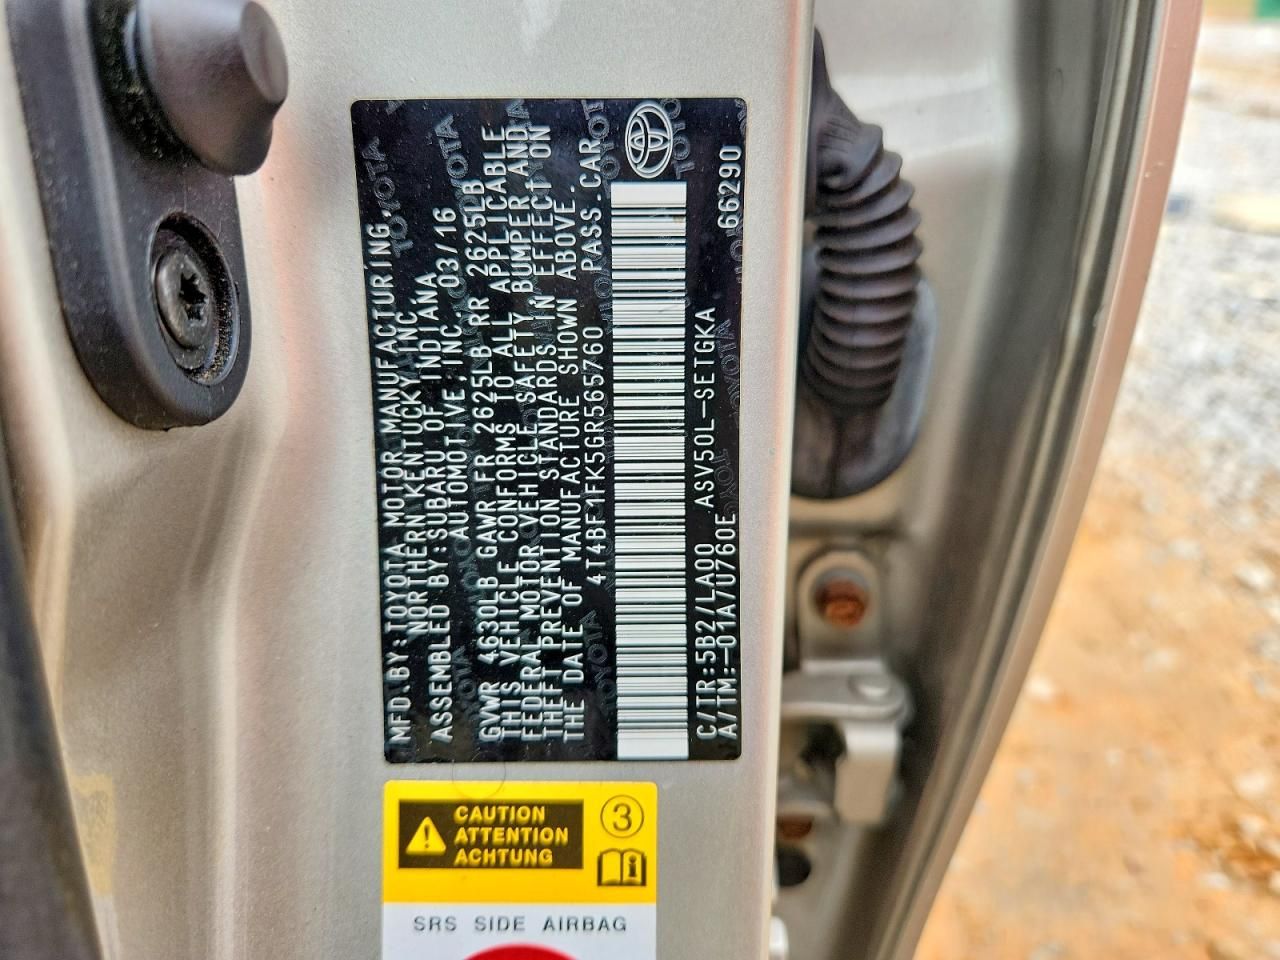 MFD.BY:TOYOTA MOTOR MANUFACTURING,
NORTHERN KENTUCKY,INC.
ASSEMBLED BY:SUBARU OF INDIANA
AUTOMOTIVE,INC. 03/16
GVWR 4630LB GAWR FR 2625LB RR 2625LB
THIS VEHICLE CONFORMS TO ALL APPLICABLE
FEDERAL MOTOR VEHICLE SAFETY, BUMPER, AND
THEFT PREVENTION STANDARDS IN EFFECT ON
THE DATE OF MANUFACTURE SHOWN ABOVE.
4T4BF1FK5GR565760 PASS.CAR
C/TR:5B2/LA00 ASV50L-SETGKA 66290
A/TM:-01A/U760E
CAUTION
ATTENTION
ACHTUNG
3
SRS SIDE AIRBAG